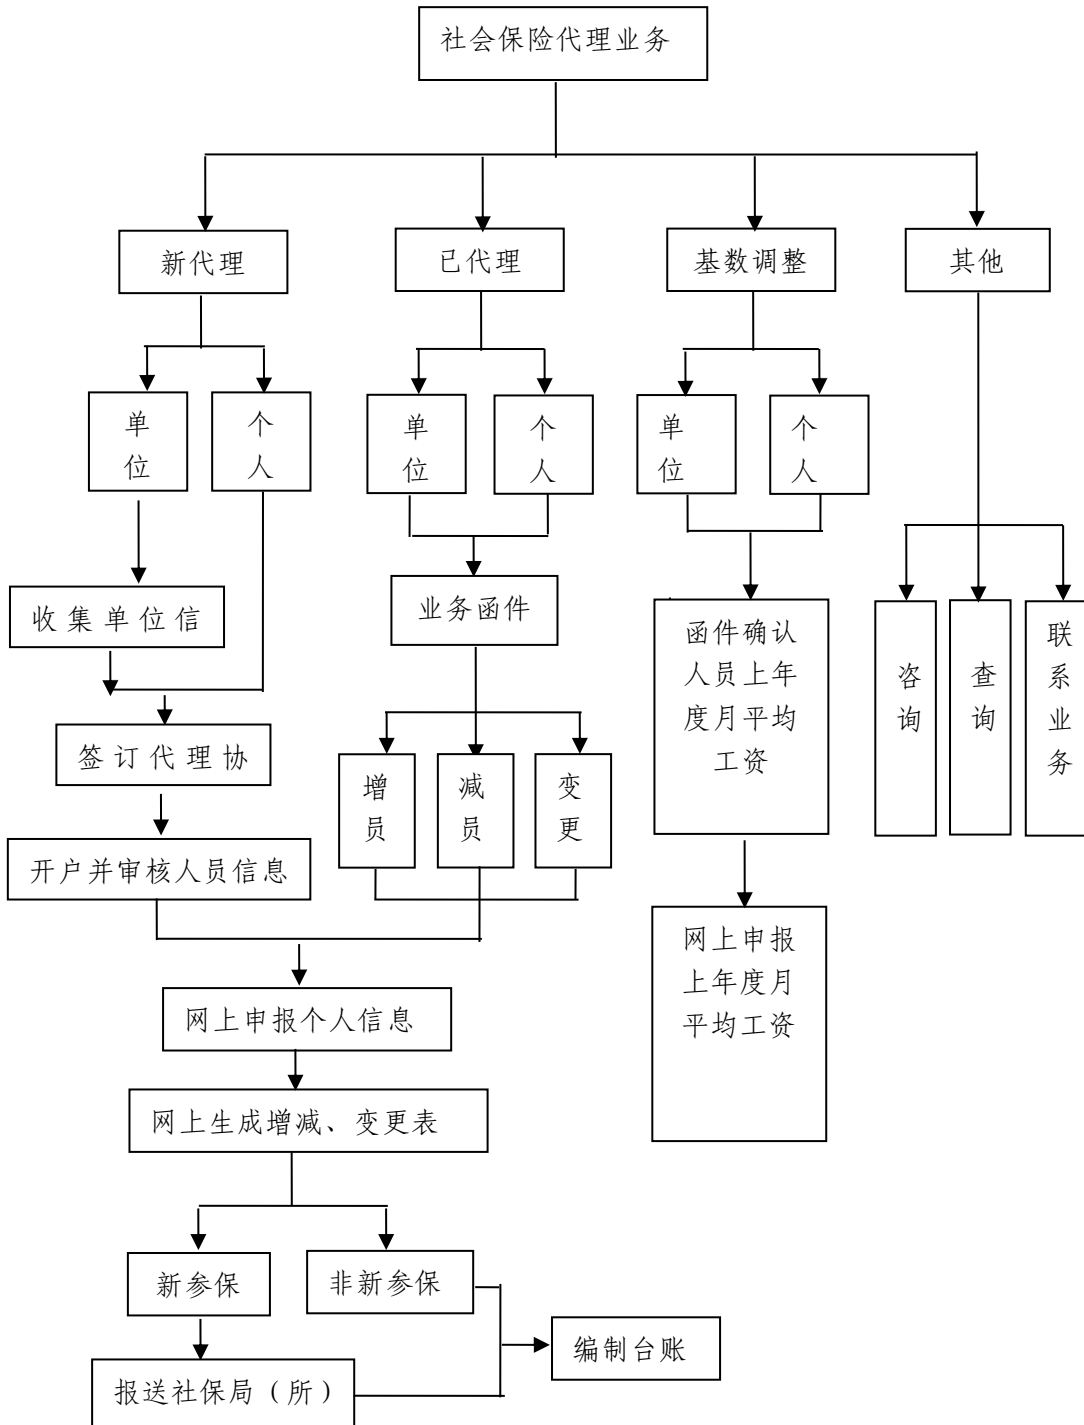 社会保险代理业务
新代理
已代理
基数调整
其他
单
位
个
人
单
位
个
人
单
位
个
人
收集单位信
业务函件
函件确认
人员上年
度月平均
工资
咨
询
查
询
联
系
业
务
签订代理协
增
员
减
员
变
更
开户并审核人员信息
网上申报
上年度月
平均工资
网上申报个人信息
网上生成增减、变更表
新参保
非新参保
编制台账
报送社保局（所）